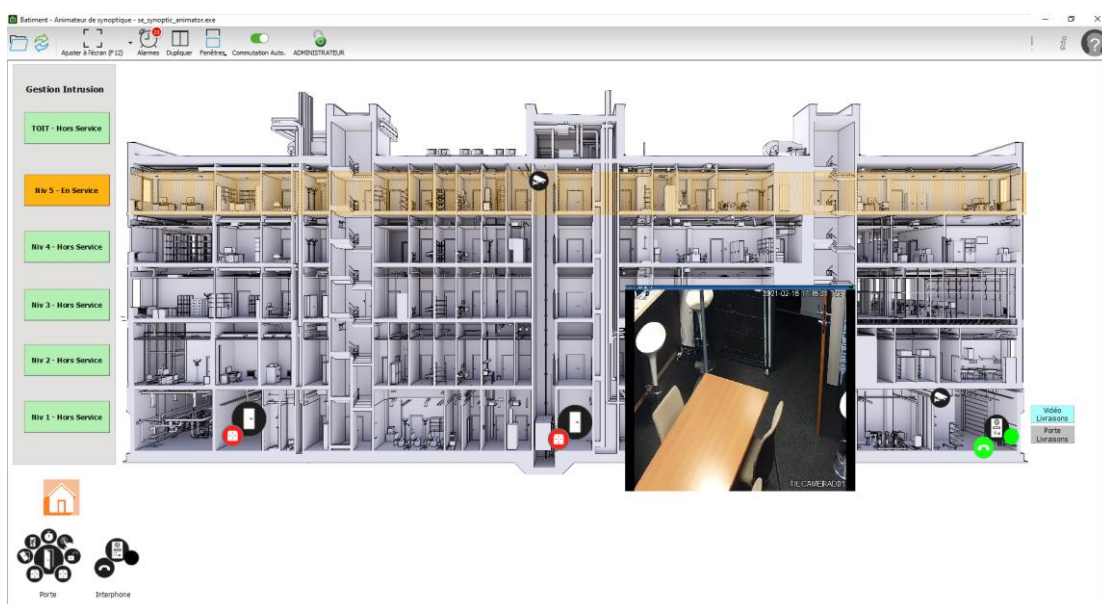 Batiment - Animateur de synoptique - se_synoptic_animator.exe
23
Ajuster à l'écran (F12)
Alarmes
Dupliquer
Fenêtres
Commutation Auto.
ADMINISTRATEUR
Gestion Intrusion
TOIT - Hors Service
Niv 5 - En Service
Niv 4 - Hors Service
Niv 3 - Hors Service
Niv 2 - Hors Service
Niv 1 - Hors Service
Vidéo
Livraisons
Porte
Livraisons
Porte
Interphone